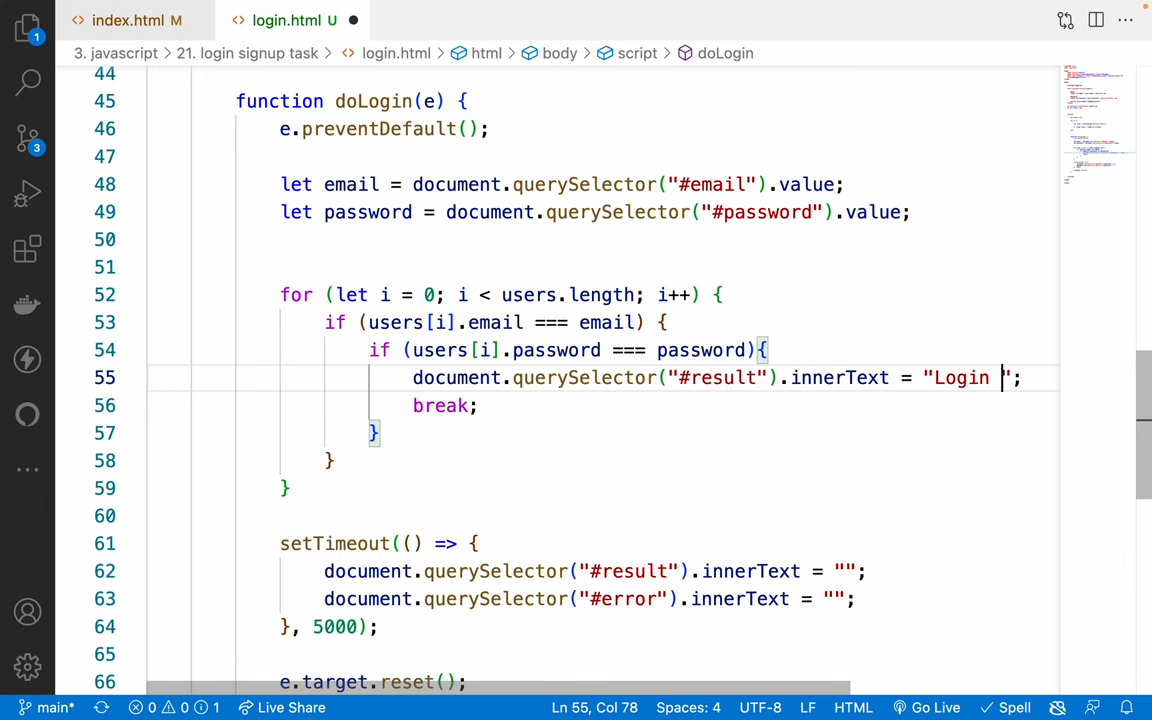 index.html M
login.html U ●
3. javascript > 21. login signup task > login.html > html > body > script > doLogin
44
45 function doLogin(e) {
46 e.preventDefault();
47
48 let email = document.querySelector("#email").value;
49 let password = document.querySelector("#password").value;
50
51
52 for (let i = 0; i < users.length; i++) {
53 if (users[i].email === email) {
54 if (users[i].password === password){
55 document.querySelector("#result").innerText = "Login ";
56 break;
57 }
58 }
59 }
60
61 setTimeout(() => {
62 document.querySelector("#result").innerText = "";
63 document.querySelector("#error").innerText = "";
64 }, 5000);
65
66 e.target.reset();
1
3
main* 0 0 1 Live Share Ln 55, Col 78 Spaces: 4 UTF-8 LF HTML Go Live Spell